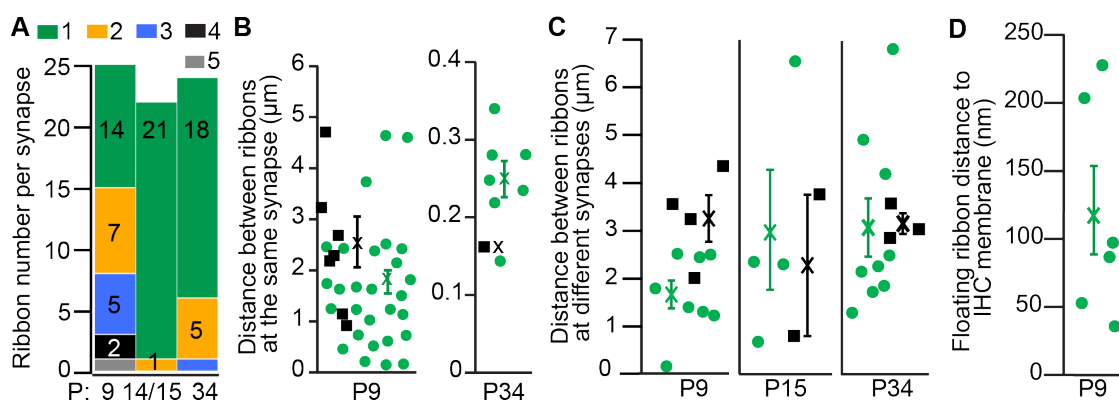 A
1
2
3
4
5
Ribbon number per synapse
25
20
15
10
5
0
14
21
18
7
5
2
1
5
P: 9 14/15 34
B
Distance between ribbons
at the same synapse (µm)
6
5
4
3
2
1
0
P9
0.4
0.3
0.2
0.1
0
P34
C
Distance between ribbons
at different synapses (µm)
7
6
5
4
3
2
1
0
P9
P15
P34
D
Floating ribbon distance to
IHC membrane (nm)
250
200
150
100
50
0
P9